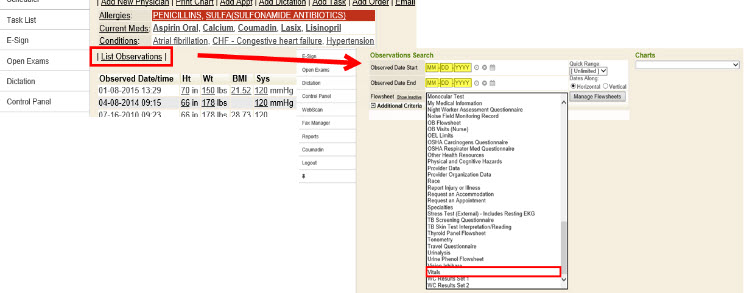 | Add New Physician | Print Chart | Add Appt | Add Dictation | Add Task | Add Order | Email
Allergies: PENICILLINS, SULFA(SULFONAMIDE ANTIBIOTICS)
Current Meds: Aspirin Oral, Calcium, Coumadin, Lasix, Lisinopril
Conditions: Atrial fibrillation, CHF - Congestive heart failure, Hypertension
| List Observations |
Observed Date/time Ht Wt BMI Sys
01-08-2015 13:29 70 in 150 lbs 21.52 120 mmHg
04-08-2014 09:15 66 in 178 lbs 120 mmHg
07-16-2010 09:23 66 in 178 lbs 28.73 120
Task List
E-Sign
Open Exams
Dictation
Control Panel
E-Sign
Open Exams
Dictation
Control Panel
WebScan
Fax Manager
Reports
Coumadin
Logout
Observations Search
Observed Date Start MM - DD - YYYY
Observed Date End MM - DD - YYYY
Flowsheet Show Inactive
Additional Criteria
Quick Range:
[ Unlimited ]
Dates Along:
Horizontal Vertical
Manage Flowsheets
Charts
Monocular Test
My Medical Information
Night Worker Assessment Questionnaire
Noise Field Monitoring Record
OB Flowsheet
OB Visits (Nurse)
OEL Limits
OSHA Carcinogens Questionnaire
OSHA Respirator Med Questionnaire
Other Health Resources
Physical and Cognitive Hazards
Provider Data
Provider Organization Data
Race
Report Injury or Illness
Request an Accommodation
Request an Appointment
Specialties
Stress Test (External) - Includes Resting EKG
TB Screening Questionnaire
TB Skin Test Interpretation/Reading
Thyroid Panel Flowsheet
Tonometry
Travel Questionnaire
Urinalysis
Urine Phenol Flowsheet
Vitals
WC Results Set 1
WC Results Set 2